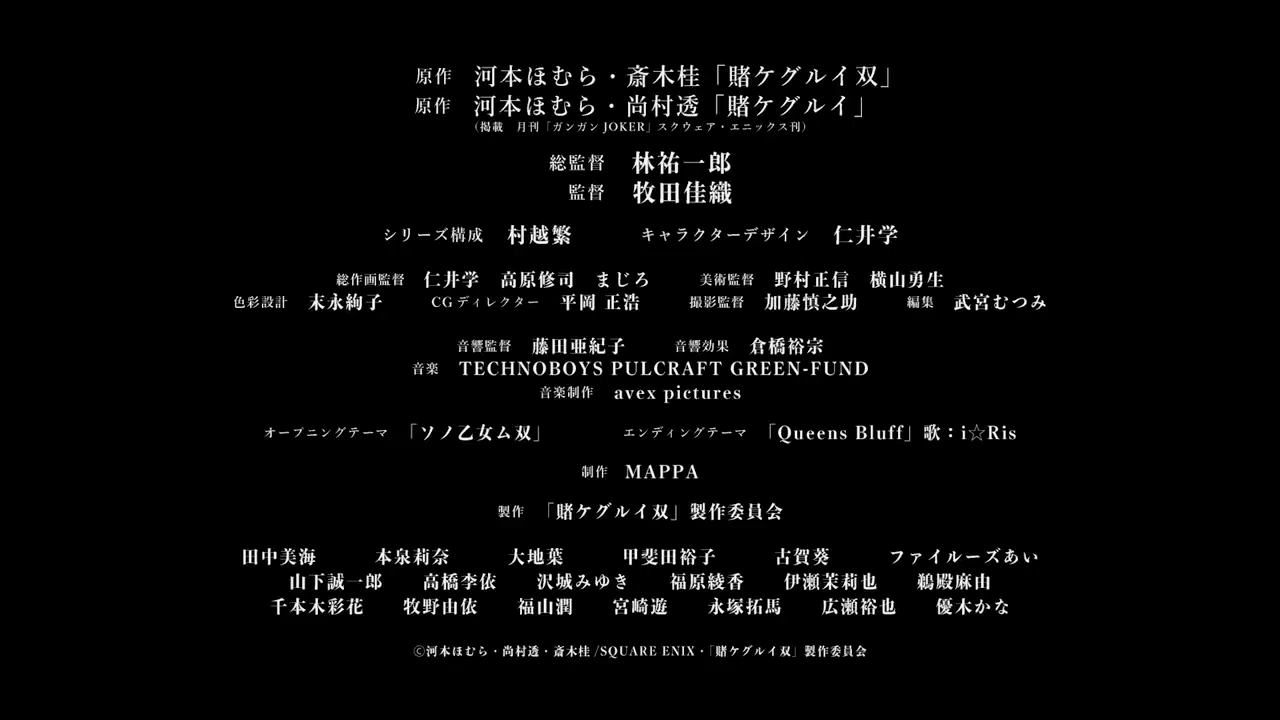 原作 河本ほむら・斎木桂「賭ケグルイ双」
原作 河本ほむら・尚村透「賭ケグルイ」
（掲載 月刊「ガンガンJOKER」スクウェア・エニックス刊）
総監督 林祐一郎
監督 牧田佳織
シリーズ構成 村越繁 キャラクターデザイン 仁井学
総作画監督 仁井学 高原修司 まじろ 美術監督 野村正信 横山勇生
色彩設計 末永絢子 CGディレクター 平岡 正浩 撮影監督 加藤慎之助 編集 武宮むつみ
音響監督 藤田亜紀子 音響効果 倉橋裕宗
音楽 TECHNOBOYS PULCRAFT GREEN-FUND
音楽制作 avex pictures
オープニングテーマ 「ソノ乙女ム双」 エンディングテーマ 「Queens Bluff」歌：i☆Ris
制作 MAPPA
製作 「賭ケグルイ双」製作委員会
田中美海 本泉莉奈 大地葉 甲斐田裕子 古賀葵 ファイルーズあい
山下誠一郎 高橋李依 沢城みゆき 福原綾香 伊瀬茉莉也 鵜殿麻由
千本木彩花 牧野由依 福山潤 宮崎遊 永塚拓馬 広瀬裕也 優木かな
©河本ほむら・尚村透・斎木桂/SQUARE ENIX・「賭ケグルイ双」製作委員会